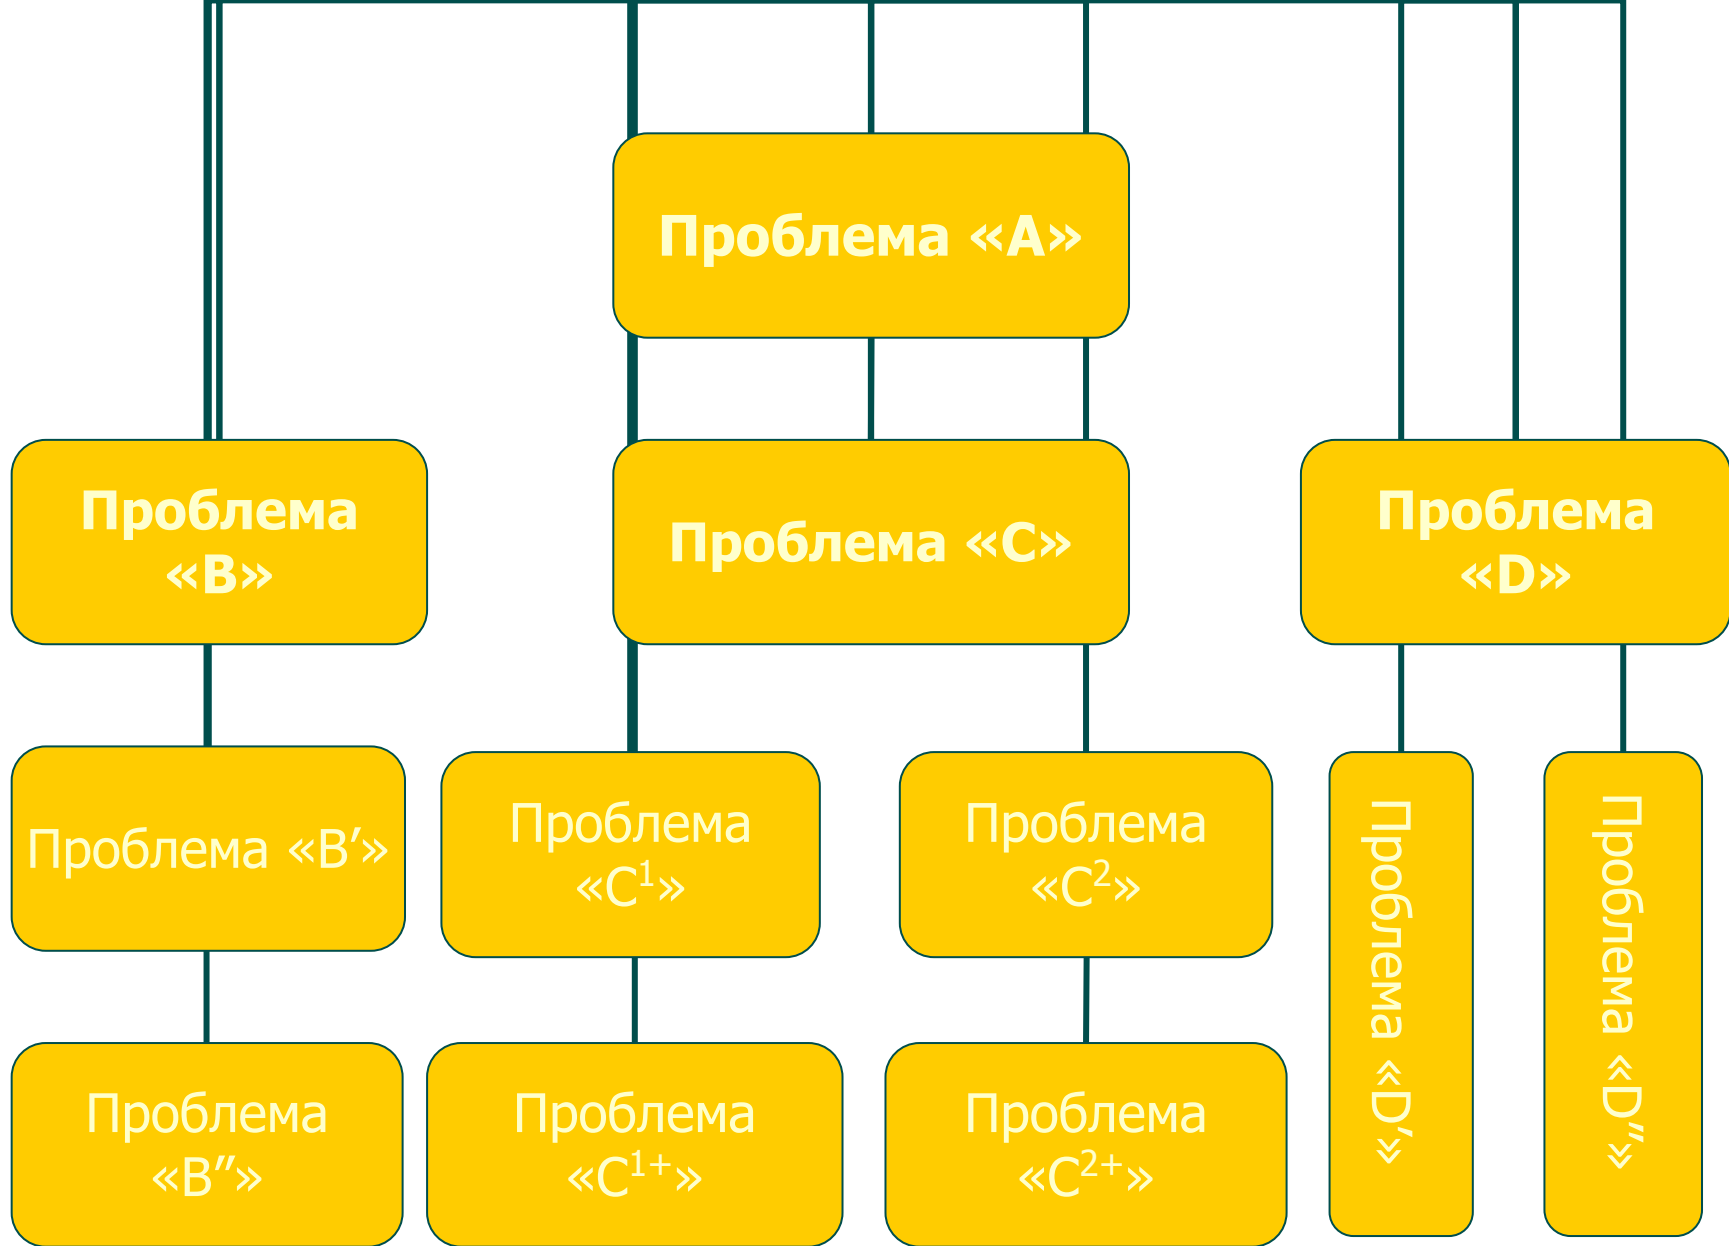 Проблема «А»
Проблема
«В»
Проблема «С»
Проблема
«D»
Проблема «В′»
Проблема
«С¹»
Проблема
«С²»
Проблема «D′»
Проблема «D″»
Проблема
«В″»
Проблема
«С¹⁺»
Проблема
«С²⁺»